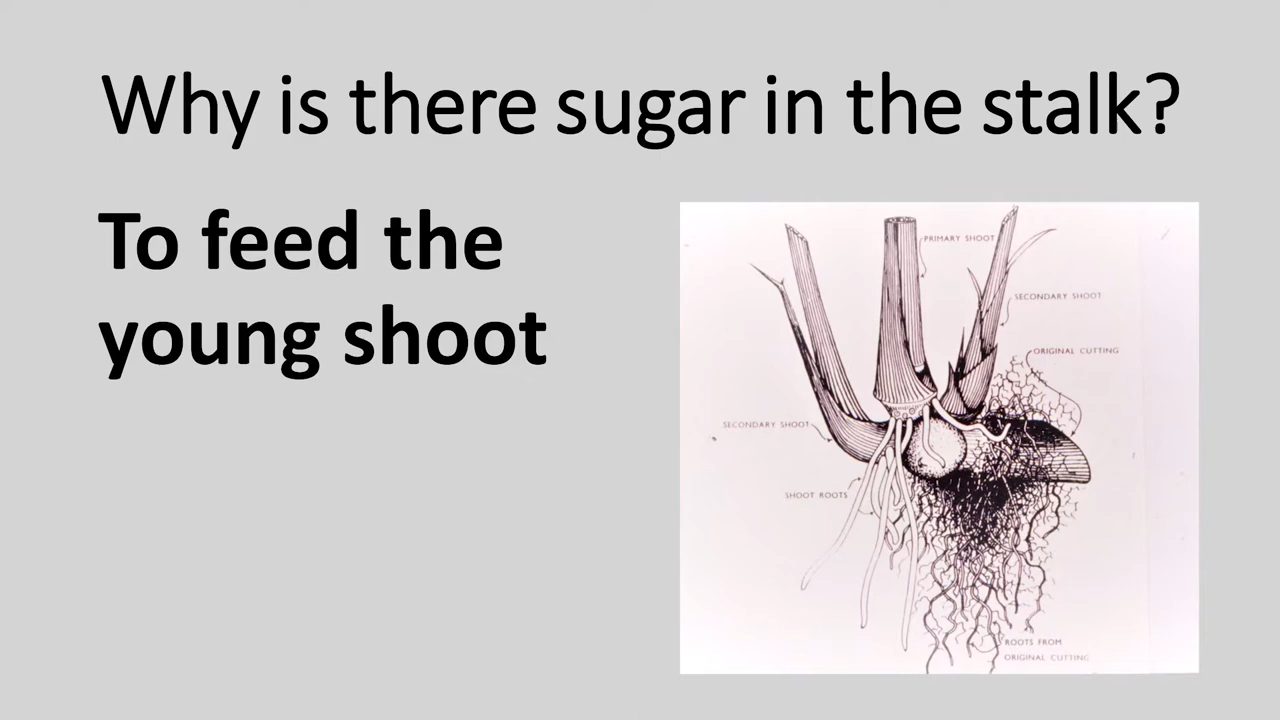 Why is there sugar in the stalk?
To feed the
young shoot
PRIMARY SHOOT
SECONDARY SHOOT
ORIGINAL CUTTING
SECONDARY SHOOT
SHOOT ROOTS
ROOTS FROM
ORIGINAL CUTTING